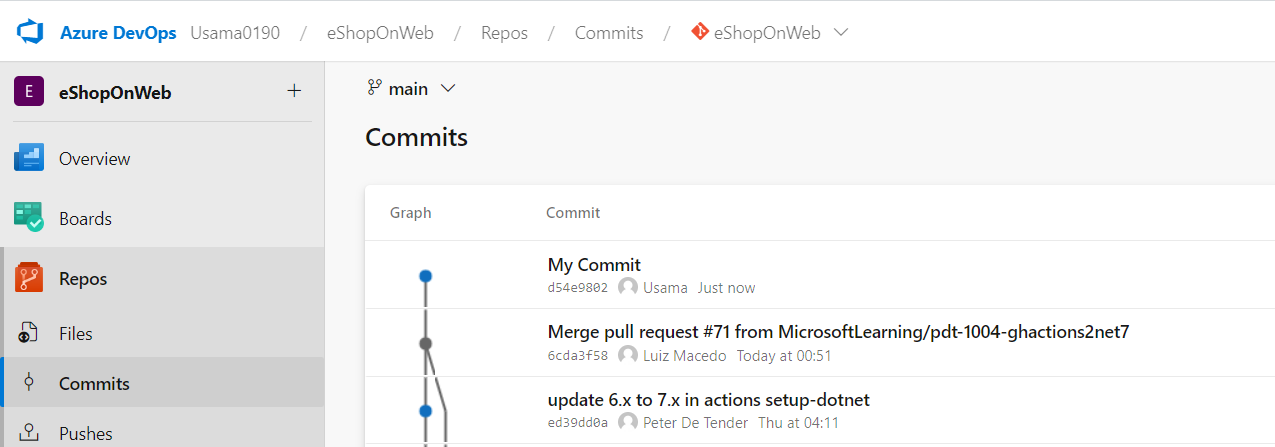 Azure DevOps Usama0190 / eShopOnWeb / Repos / Commits / eShopOnWeb
E eShopOnWeb +
main
Commits
Overview
Graph Commit
Boards
My Commit
d54e9802 Usama Just now
Repos
Merge pull request #71 from MicrosoftLearning/pdt-1004-ghactions2net7
6cda3f58 Luiz Macedo Today at 00:51
Files
Commits
update 6.x to 7.x in actions setup-dotnet
ed39dd0a Peter De Tender Thu at 04:11
Pushes